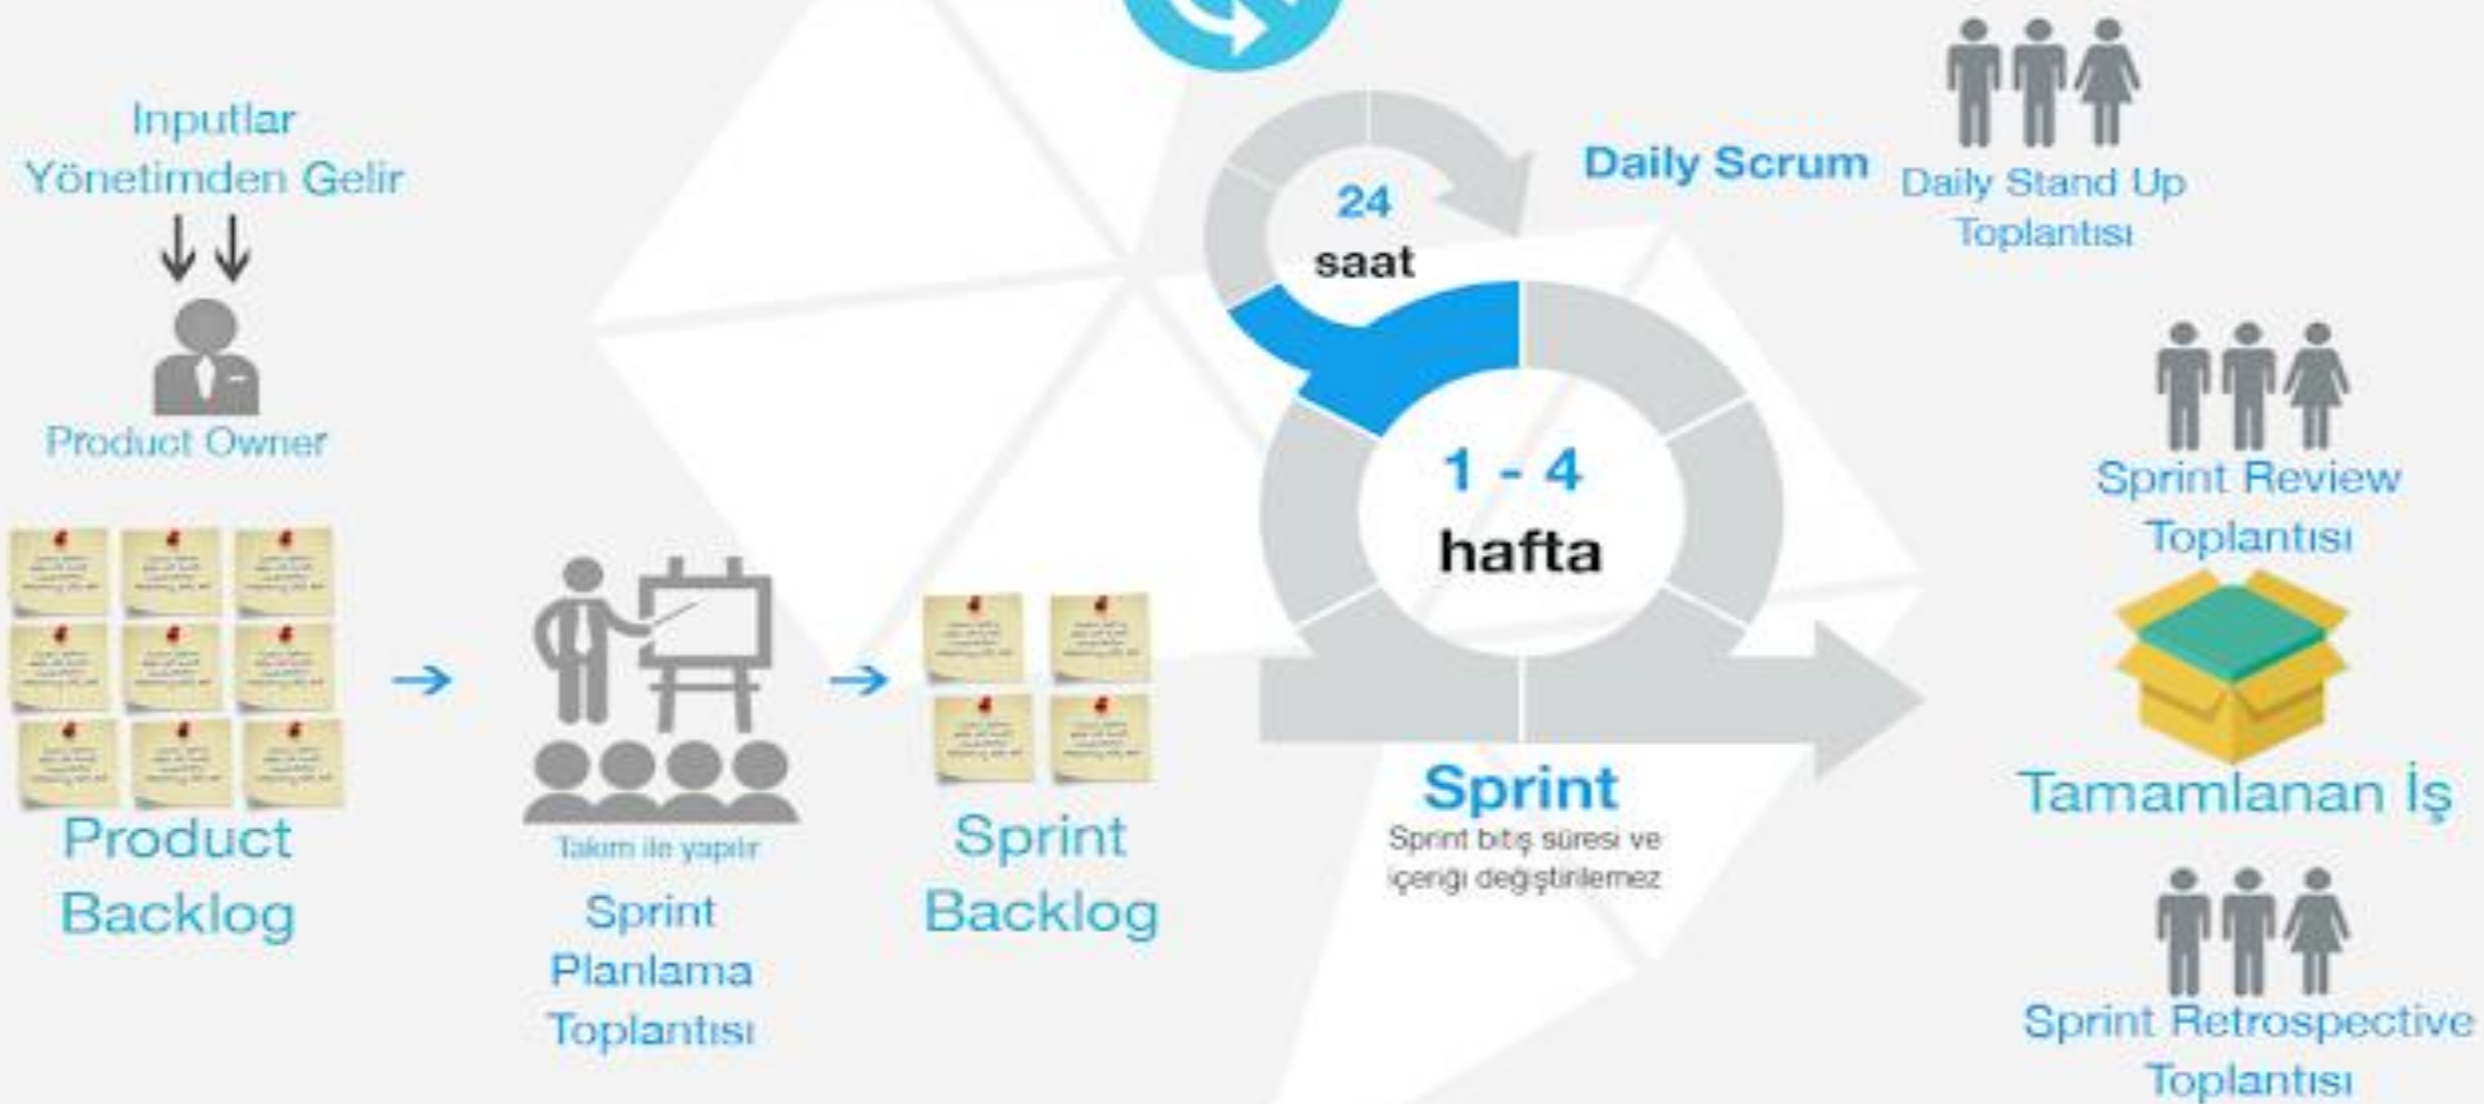 Inputlar
Yönetimden Gelir
Product Owner
Product
Backlog
Takım ile yapılır
Sprint
Planlama
Toplantısı
Sprint
Backlog
24
saat
Daily Scrum
Daily Stand Up
Toplantısı
1 - 4
hafta
Sprint
Sprint bitiş süresi ve
içeriği değiştirilemez
Sprint Review
Toplantısı
Tamamlanan İş
Sprint Retrospective
Toplantısı